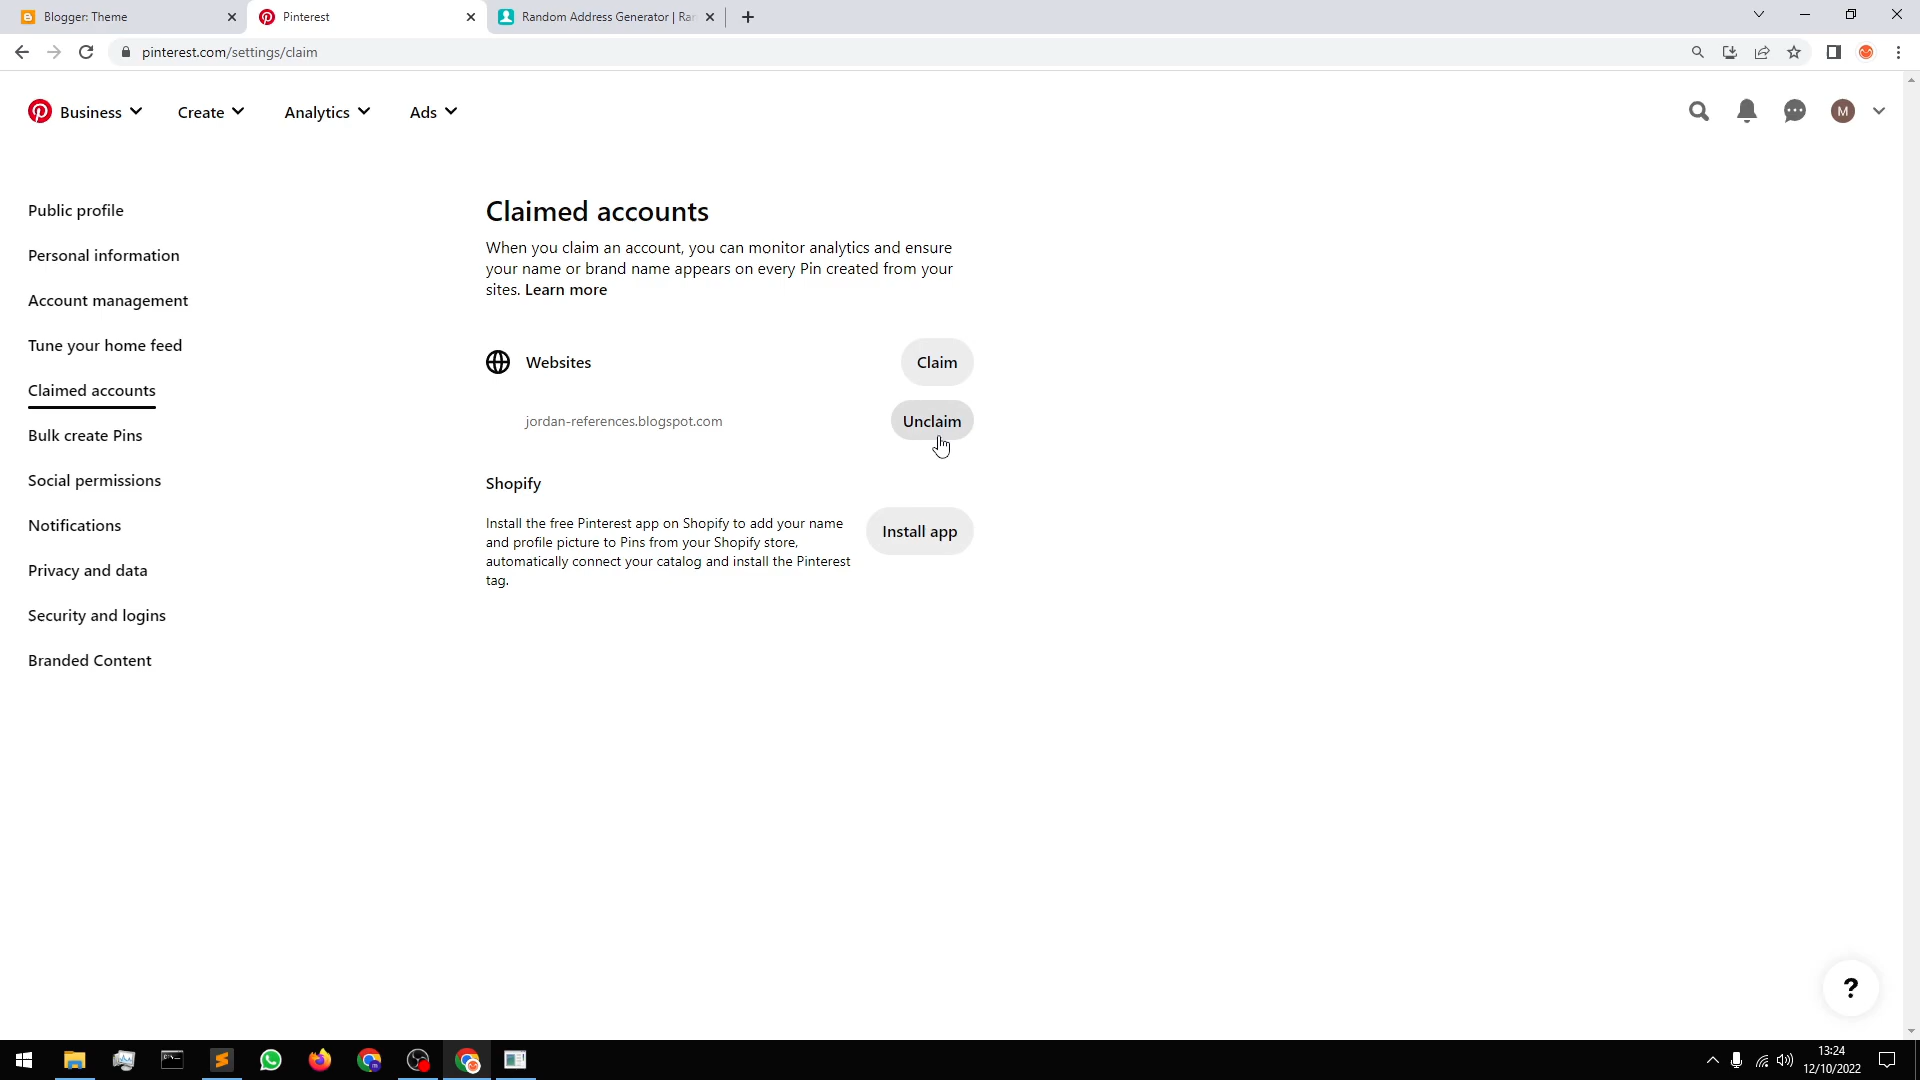 Blogger: Theme
Pinterest
Random Address Generator | Ran
pinterest.com/settings/claim
Business
Create
Analytics
Ads
M
Public profile
Personal information
Account management
Tune your home feed
Claimed accounts
Bulk create Pins
Social permissions
Notifications
Privacy and data
Security and logins
Branded Content
Claimed accounts
When you claim an account, you can monitor analytics and ensure
your name or brand name appears on every Pin created from your
sites. Learn more
Websites
Claim
jordan-references.blogspot.com
Unclaim
Shopify
Install the free Pinterest app on Shopify to add your name
and profile picture to Pins from your Shopify store,
automatically connect your catalog and install the Pinterest
tag.
Install app
?
13:24
12/10/2022